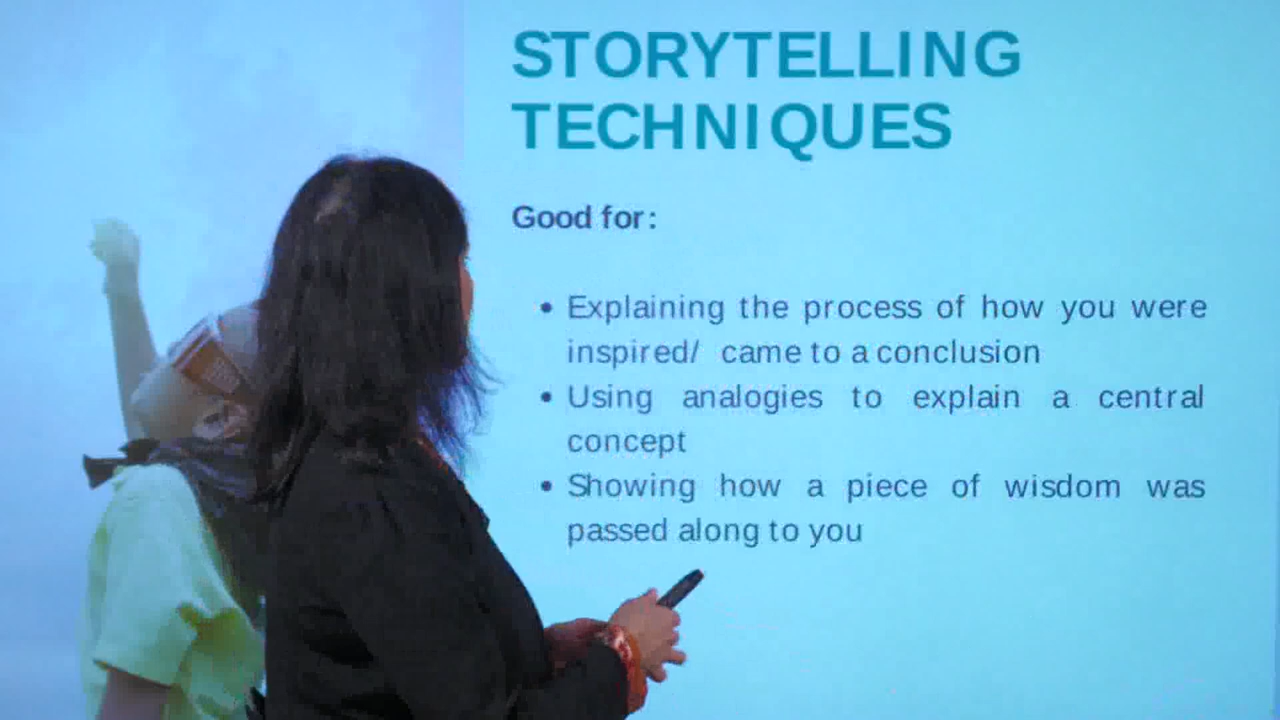 STORYTELLING
TECHNIQUES
Good for:
• Explaining the process of how you were
inspired/ came to a conclusion
• Using analogies to explain a central
concept
• Showing how a piece of wisdom was
passed along to you